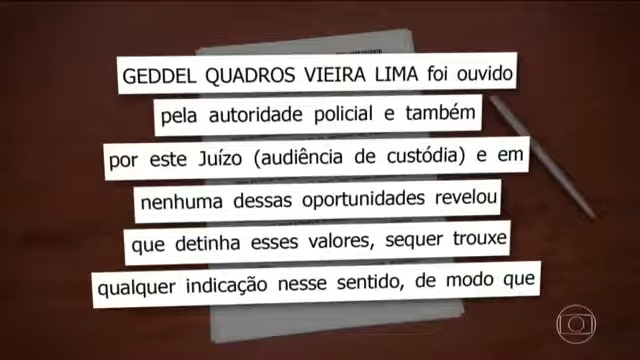 GEDDEL QUADROS VIEIRA LIMA foi ouvido
pela autoridade policial e também
por este Juízo (audiência de custódia) e em
nenhuma dessas oportunidades revelou
que detinha esses valores, sequer trouxe
qualquer indicação nesse sentido, de modo que